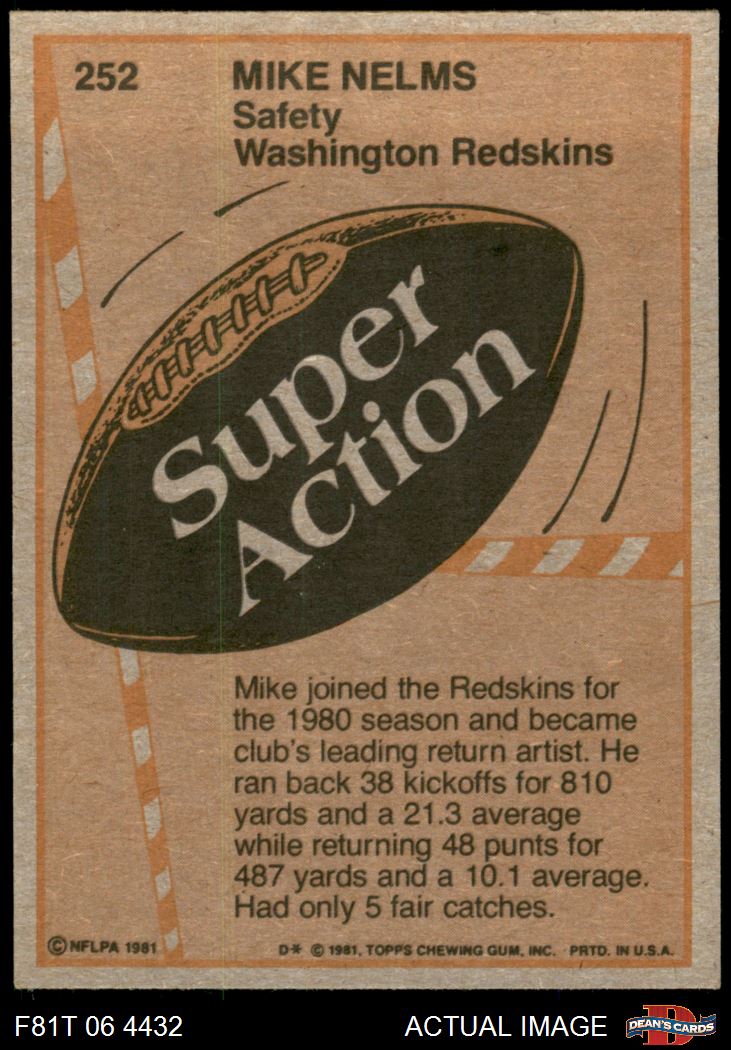 252
MIKE NELMS
Safety
Washington Redskins
Super
Action
Mike joined the Redskins for
the 1980 season and became
club's leading return artist. He
ran back 38 kickoffs for 810
yards and a 21.3 average
while returning 48 punts for
487 yards and a 10.1 average.
Had only 5 fair catches.
© NFLPA 1981
D* © 1981, TOPPS CHEWING GUM, INC. PRTD. IN U.S.A.
F81T 06 4432
ACTUAL IMAGE
D
DEAN'S CARDS